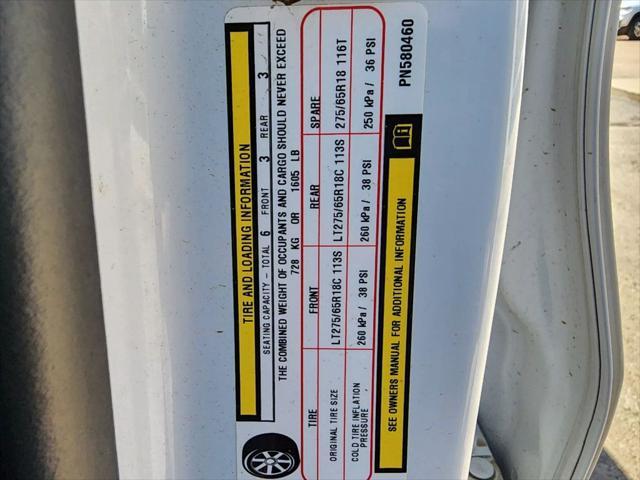 TIRE AND LOADING INFORMATION
SEATING CAPACITY - TOTAL 6 FRONT 3 REAR 3
THE COMBINED WEIGHT OF OCCUPANTS AND CARGO SHOULD NEVER EXCEED
728 KG OR 1605 LB
TIRE FRONT REAR SPARE
ORIGINAL TIRE SIZE LT275/65R18C 113S LT275/65R18C 113S 275/65R18 116T
COLD TIRE INFLATION
PRESSURE 260 kPa / 38 PSI 260 kPa / 38 PSI 250 kPa / 36 PSI
SEE OWNERS MANUAL FOR ADDITIONAL INFORMATION
PN580460